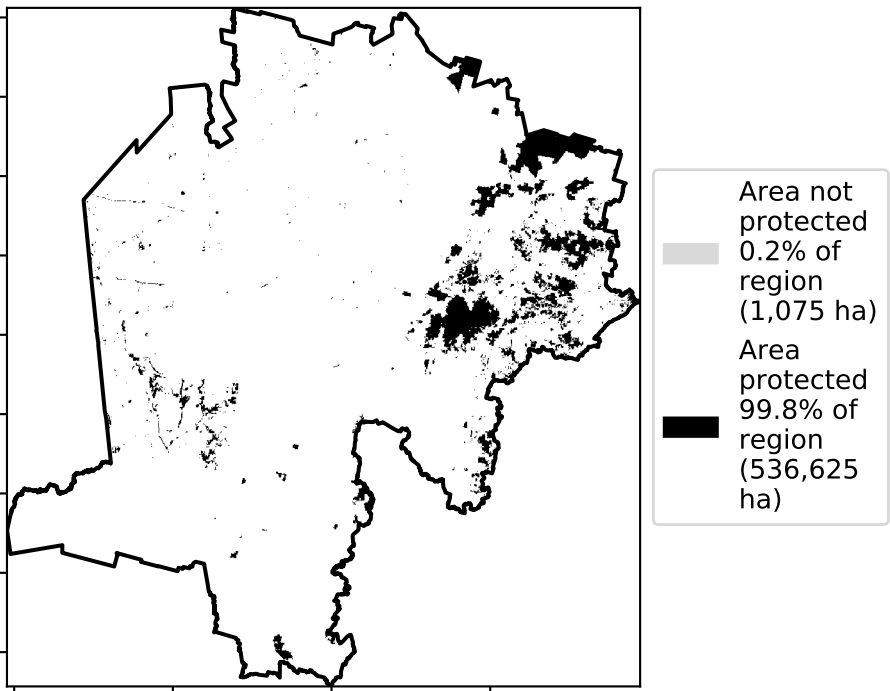 Area not
protected
0.2% of
region
(1,075 ha)
Area
protected
99.8% of
region
(536,625
ha)